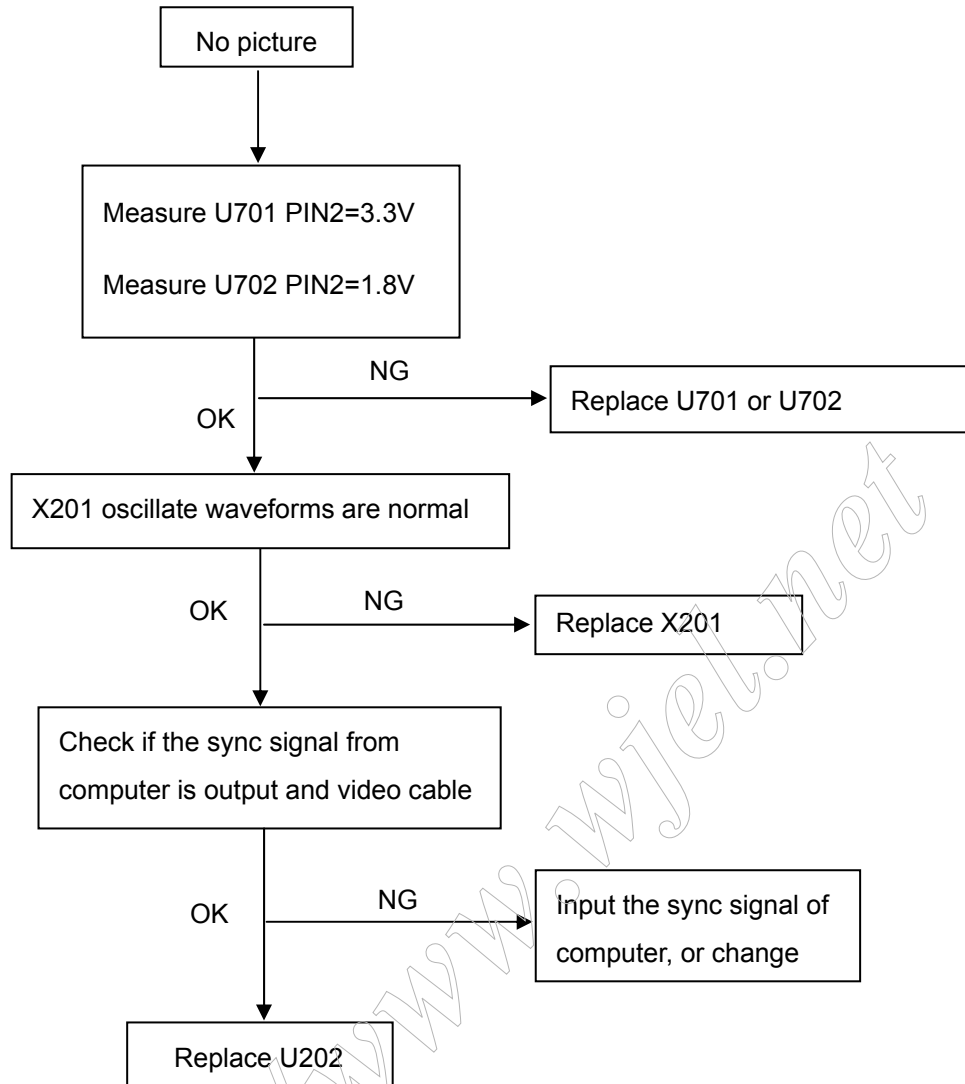 No picture
Measure U701 PIN2=3.3V
Measure U702 PIN2=1.8V
NG
Replace U701 or U702
OK
X201 oscillate waveforms are normal
NG
OK
Replace X201
Check if the sync signal from
computer is output and video cable
NG
OK
Input the sync signal of
computer, or change
Replace U202
www.wjel.net